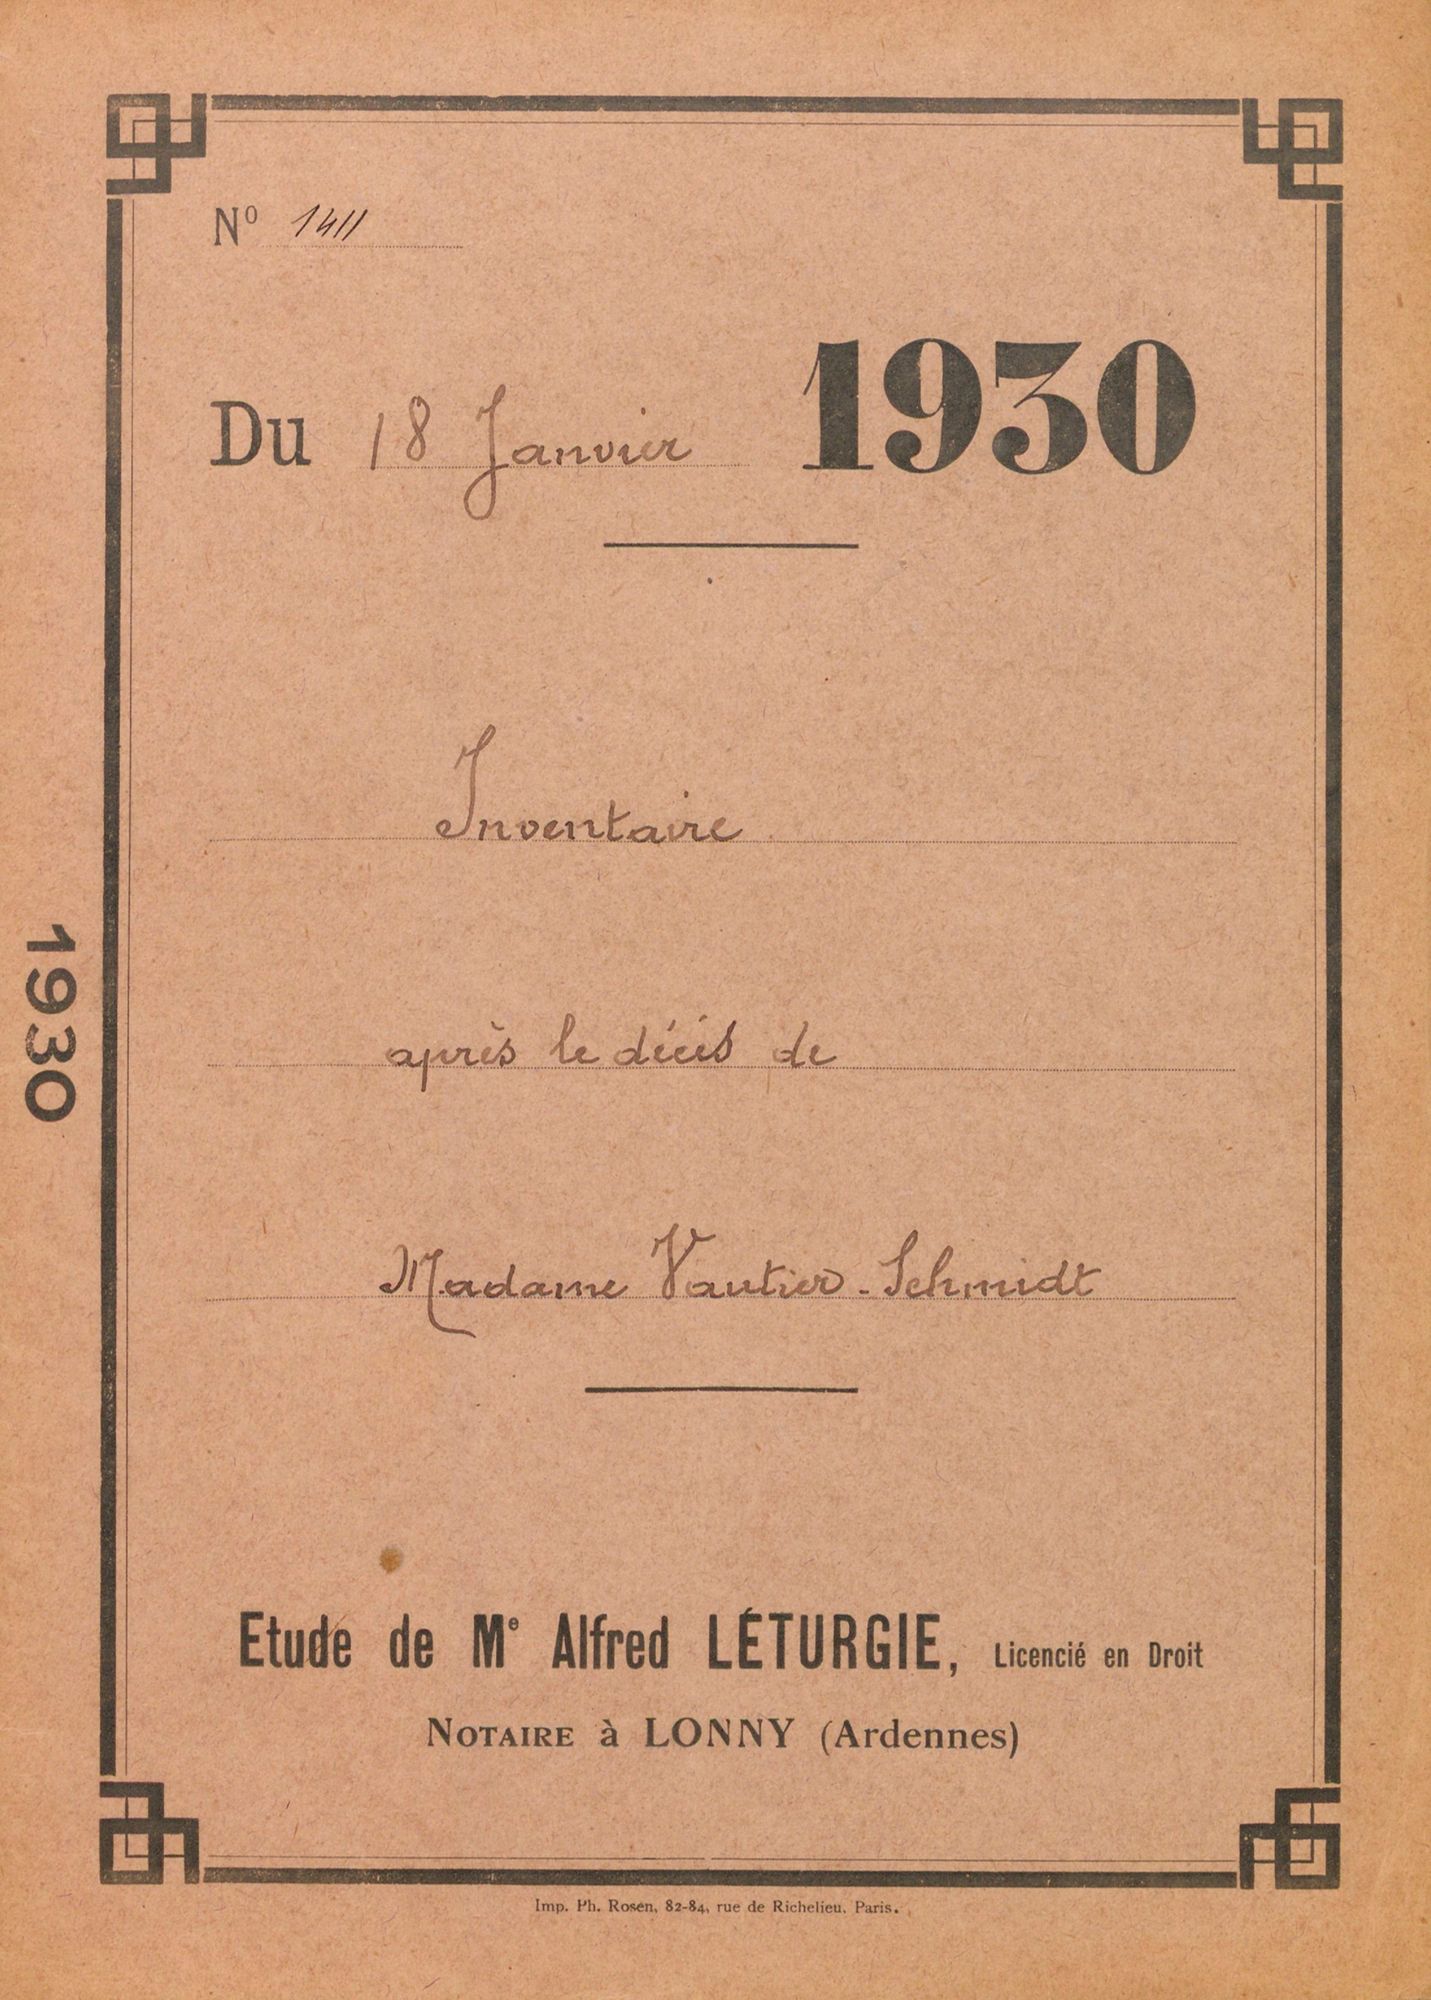 Nº 1411
Du 18 Janvier 1930
Inventaire
après le décès de
Madame Vautier-Schmidt
1930
Etude de Me Alfred LÉTURGIE, Licencié en Droit
NOTAIRE à LONNY (Ardennes)
Imp. Ph. Rosen, 82-84, rue de Richelieu, Paris.